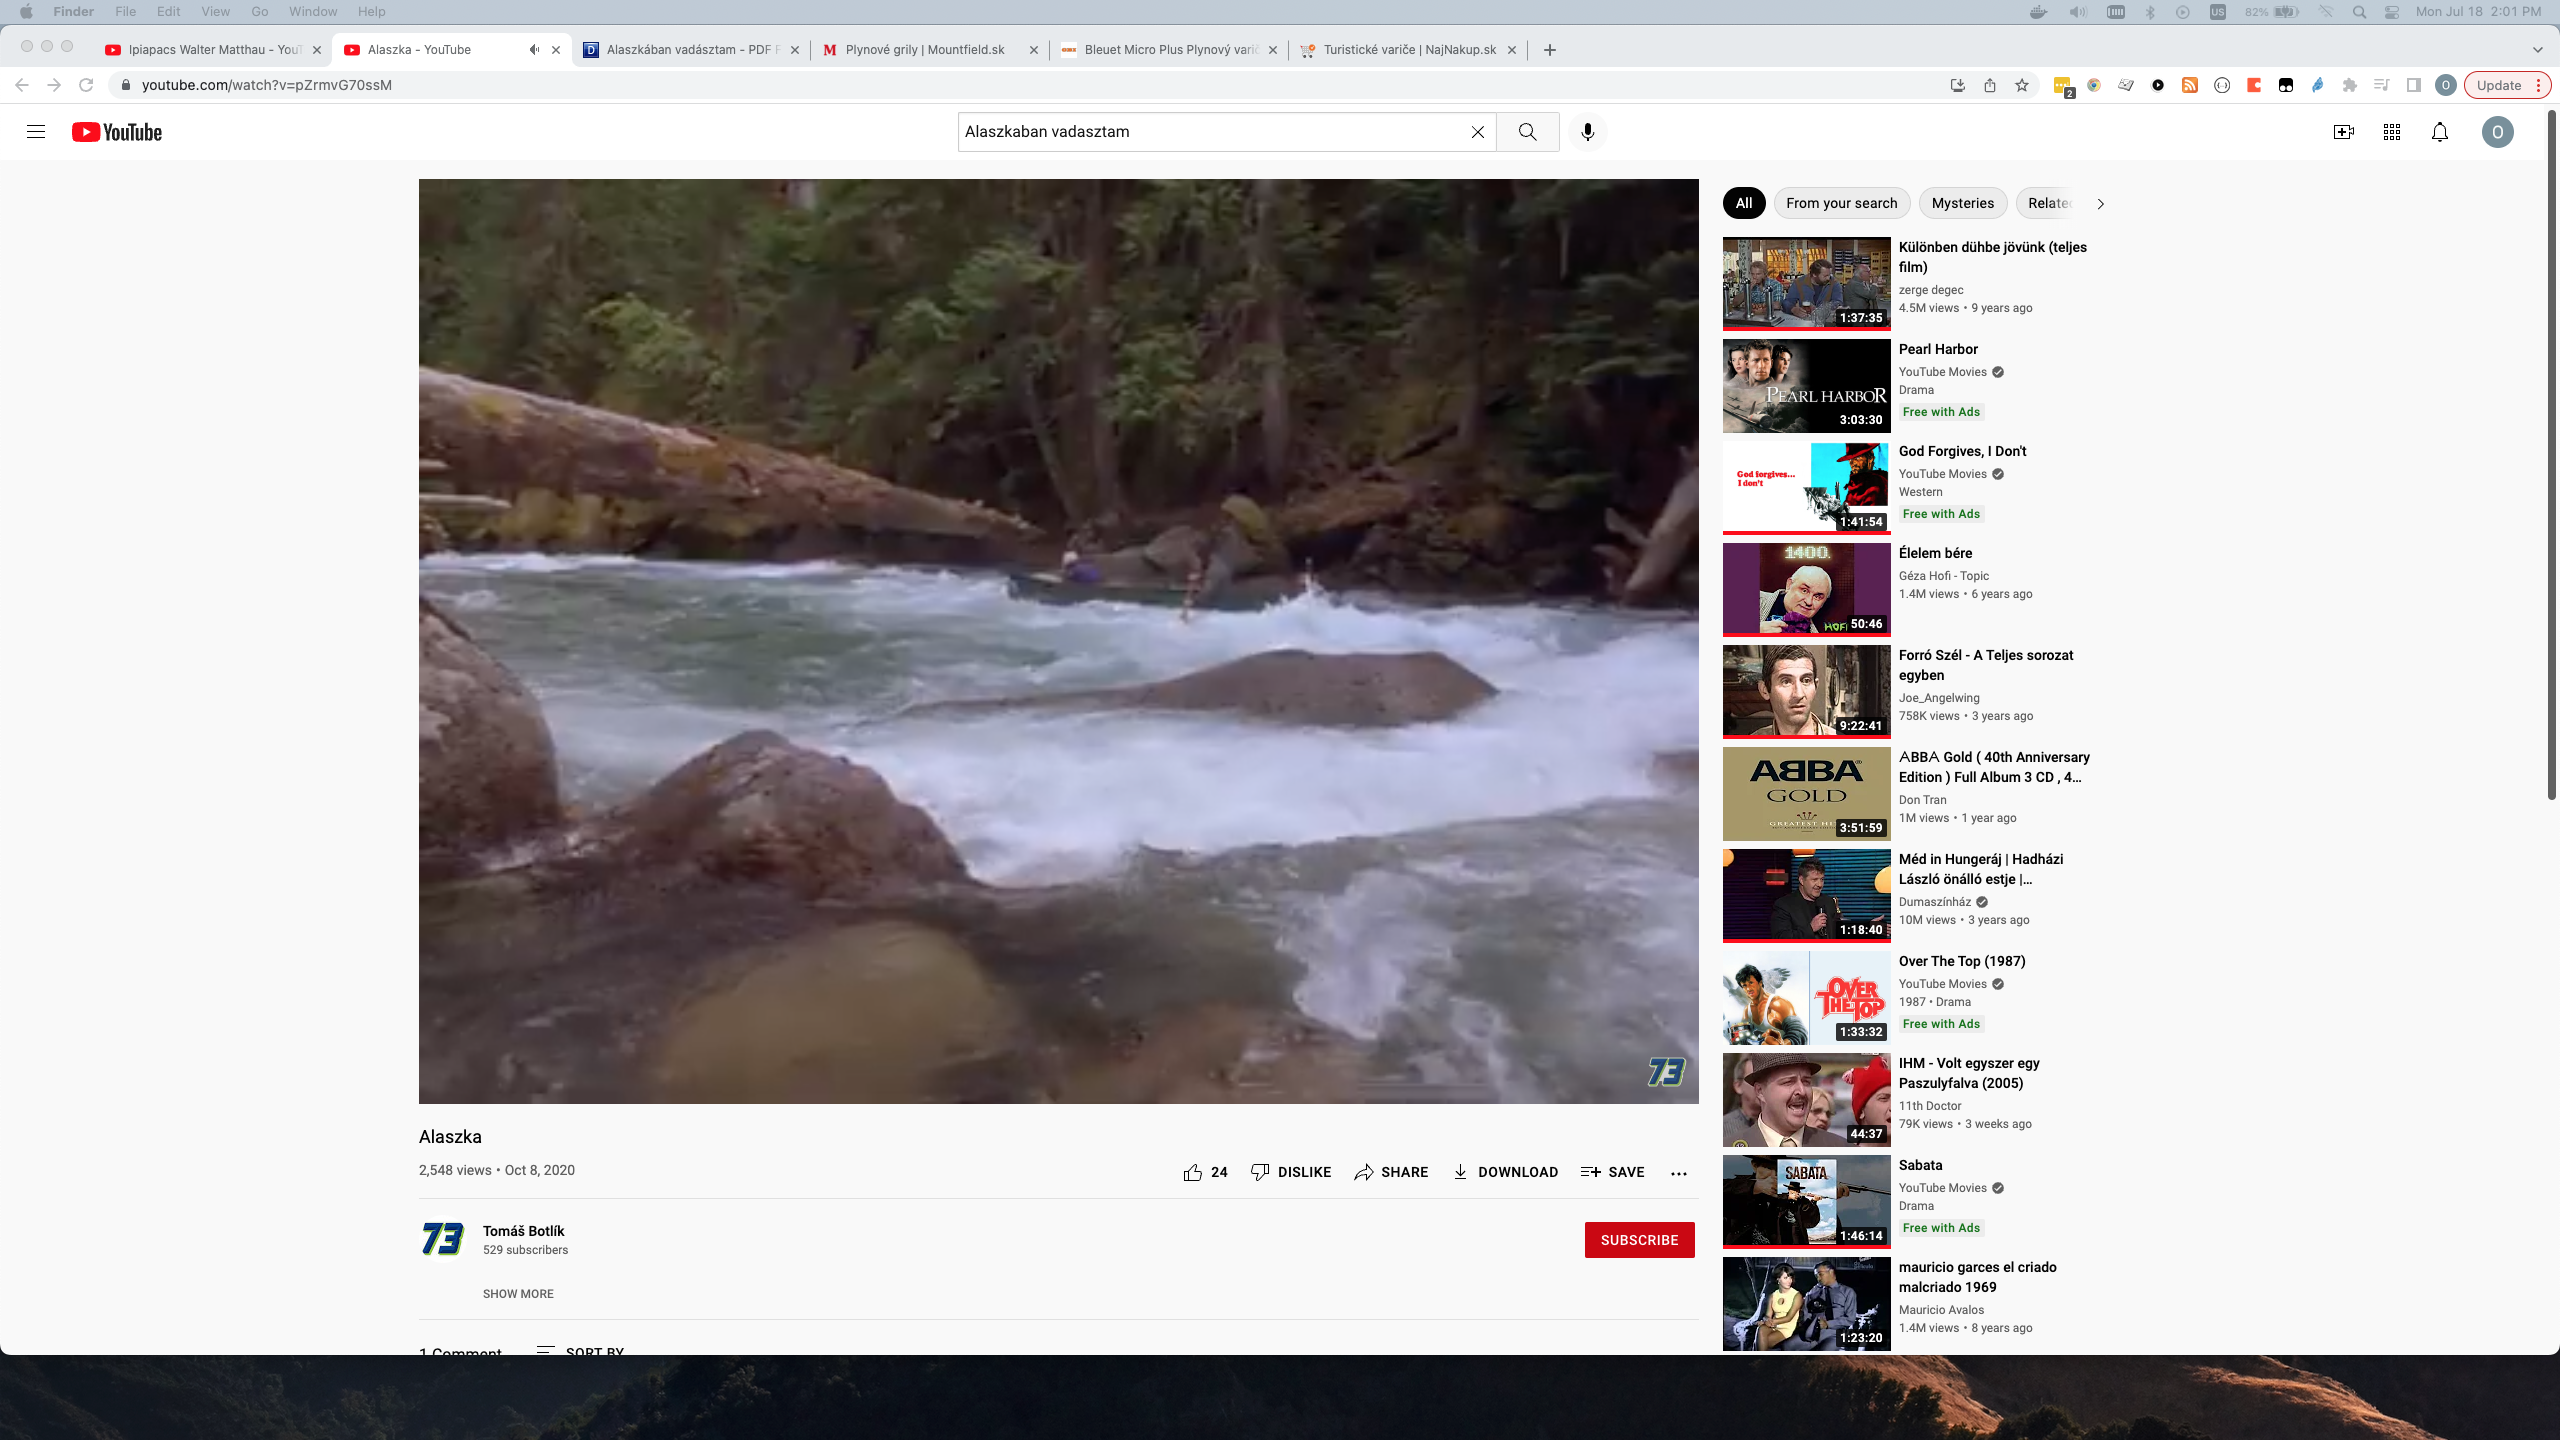 Finder File Edit View Go Window Help
US 82% Mon Jul 18 2:01 PM
Ipiapacs Walter Matthau - YouT
Alaszka - YouTube
Alaszkában vadásztam - PDF F
Plynové grily | Mountfield.sk
Bleuet Micro Plus Plynový varič
Turistické variče | NajNakup.sk
youtube.com/watch?v=pZrmvG70ssM
2
O
Update
YouTube
Alaszkaban vadasztam
O
73
All
From your search
Mysteries
Related
Különben dühbe jövünk (teljes
film)
zerge degec
4.5M views • 9 years ago
1:37:35
Pearl Harbor
YouTube Movies
Drama
Free with Ads
PEARL HARBOR
3:03:30
God Forgives, I Don't
YouTube Movies
Western
Free with Ads
God forgives...
I don't
1:41:54
Élelem bére
Géza Hofi - Topic
1.4M views • 6 years ago
1400.
HOFI
50:46
Forró Szél - A Teljes sorozat
egyben
Joe_Angelwing
758K views • 3 years ago
9:22:41
ABBA Gold ( 40th Anniversary
Edition ) Full Album 3 CD , 4...
Don Tran
1M views • 1 year ago
ABBA
GOLD
GREATEST HI
3:51:59
Méd in Hungeráj | Hadházi
László önálló estje |...
Dumaszínház
10M views • 3 years ago
1:18:40
Over The Top (1987)
YouTube Movies
1987 • Drama
Free with Ads
OVER
THE TOP
1:33:32
IHM - Volt egyszer egy
Paszulyfalva (2005)
11th Doctor
79K views • 3 weeks ago
44:37
Sabata
YouTube Movies
Drama
Free with Ads
SABATA
1:46:14
mauricio garces el criado
malcriado 1969
Mauricio Avalos
1.4M views • 8 years ago
1:23:20
Alaszka
2,548 views • Oct 8, 2020
24 DISLIKE SHARE DOWNLOAD SAVE
73
Tomáš Botlík
529 subscribers
SUBSCRIBE
SHOW MORE
1 Comment
SORT BY